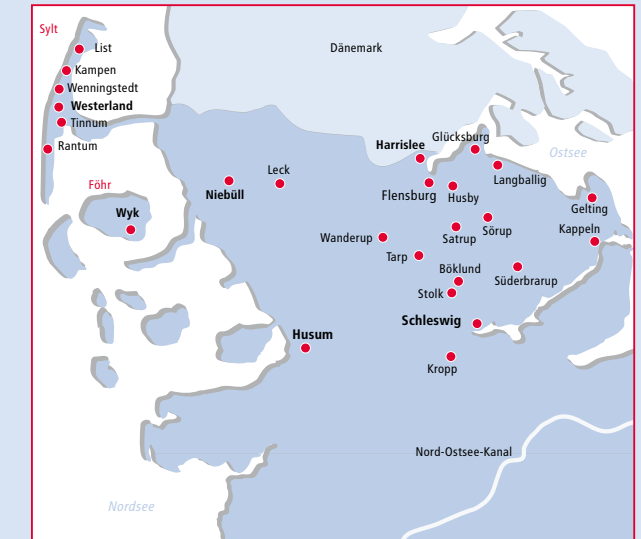 Sylt
List
Dänemark
Kampen
Wenningstedt
Westerland
Tinnum
Rantum
Harrislee
Glücksburg
Ostsee
Langballig
Leck
Föhr
Niebüll
Flensburg
Husby
Gelting
Wyk
Kappeln
Sörup
Satrup
Wanderup
Tarp
Böklund
Süderbrarup
Stolk
Schleswig
Husum
Kropp
Nord-Ostsee-Kanal
Nordsee